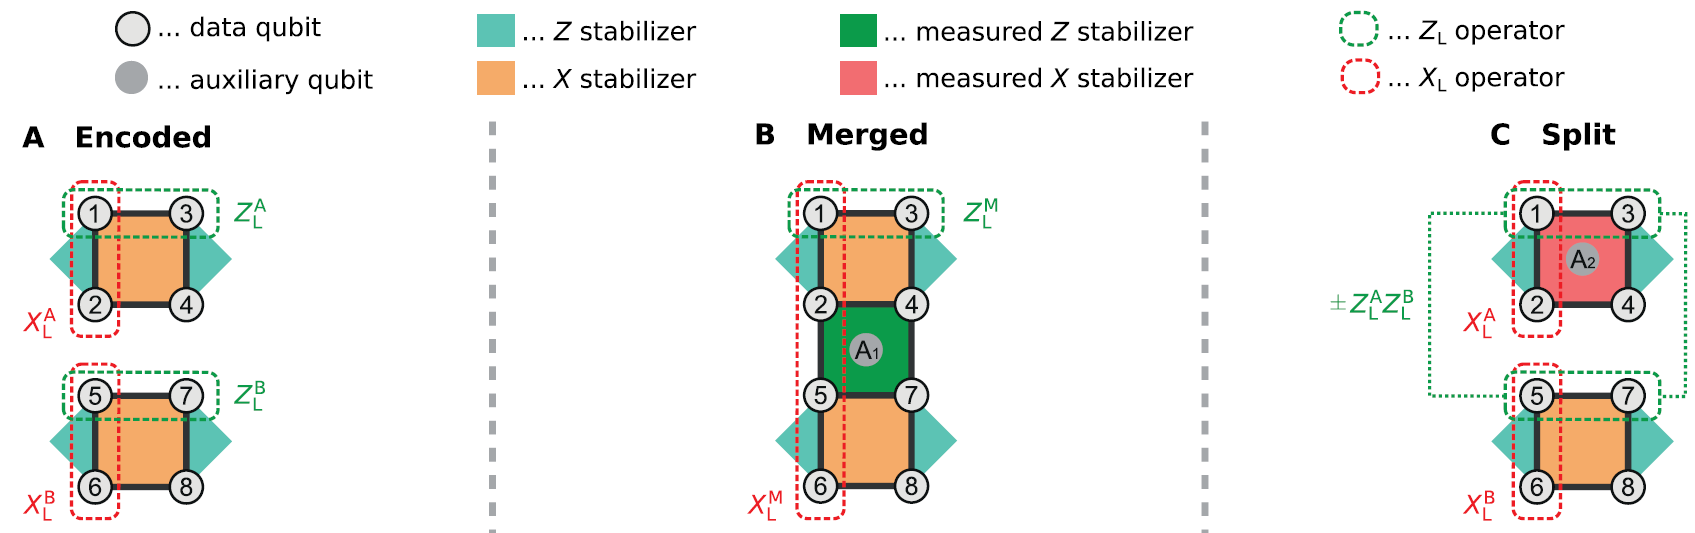 ... data qubit
... auxiliary qubit
... Z stabilizer
... X stabilizer
... measured Z stabilizer
... measured X stabilizer
... Z_L operator
... X_L operator
A Encoded
1 3
Z_L^A
2 4
X_L^A
5 7
Z_L^B
6 8
X_L^B
B Merged
1 3
Z_L^M
2 4
A₁
5 7
6 8
X_L^M
C Split
1 3
A₂
±Z_L^A Z_L^B
2 4
X_L^A
5 7
6 8
X_L^B